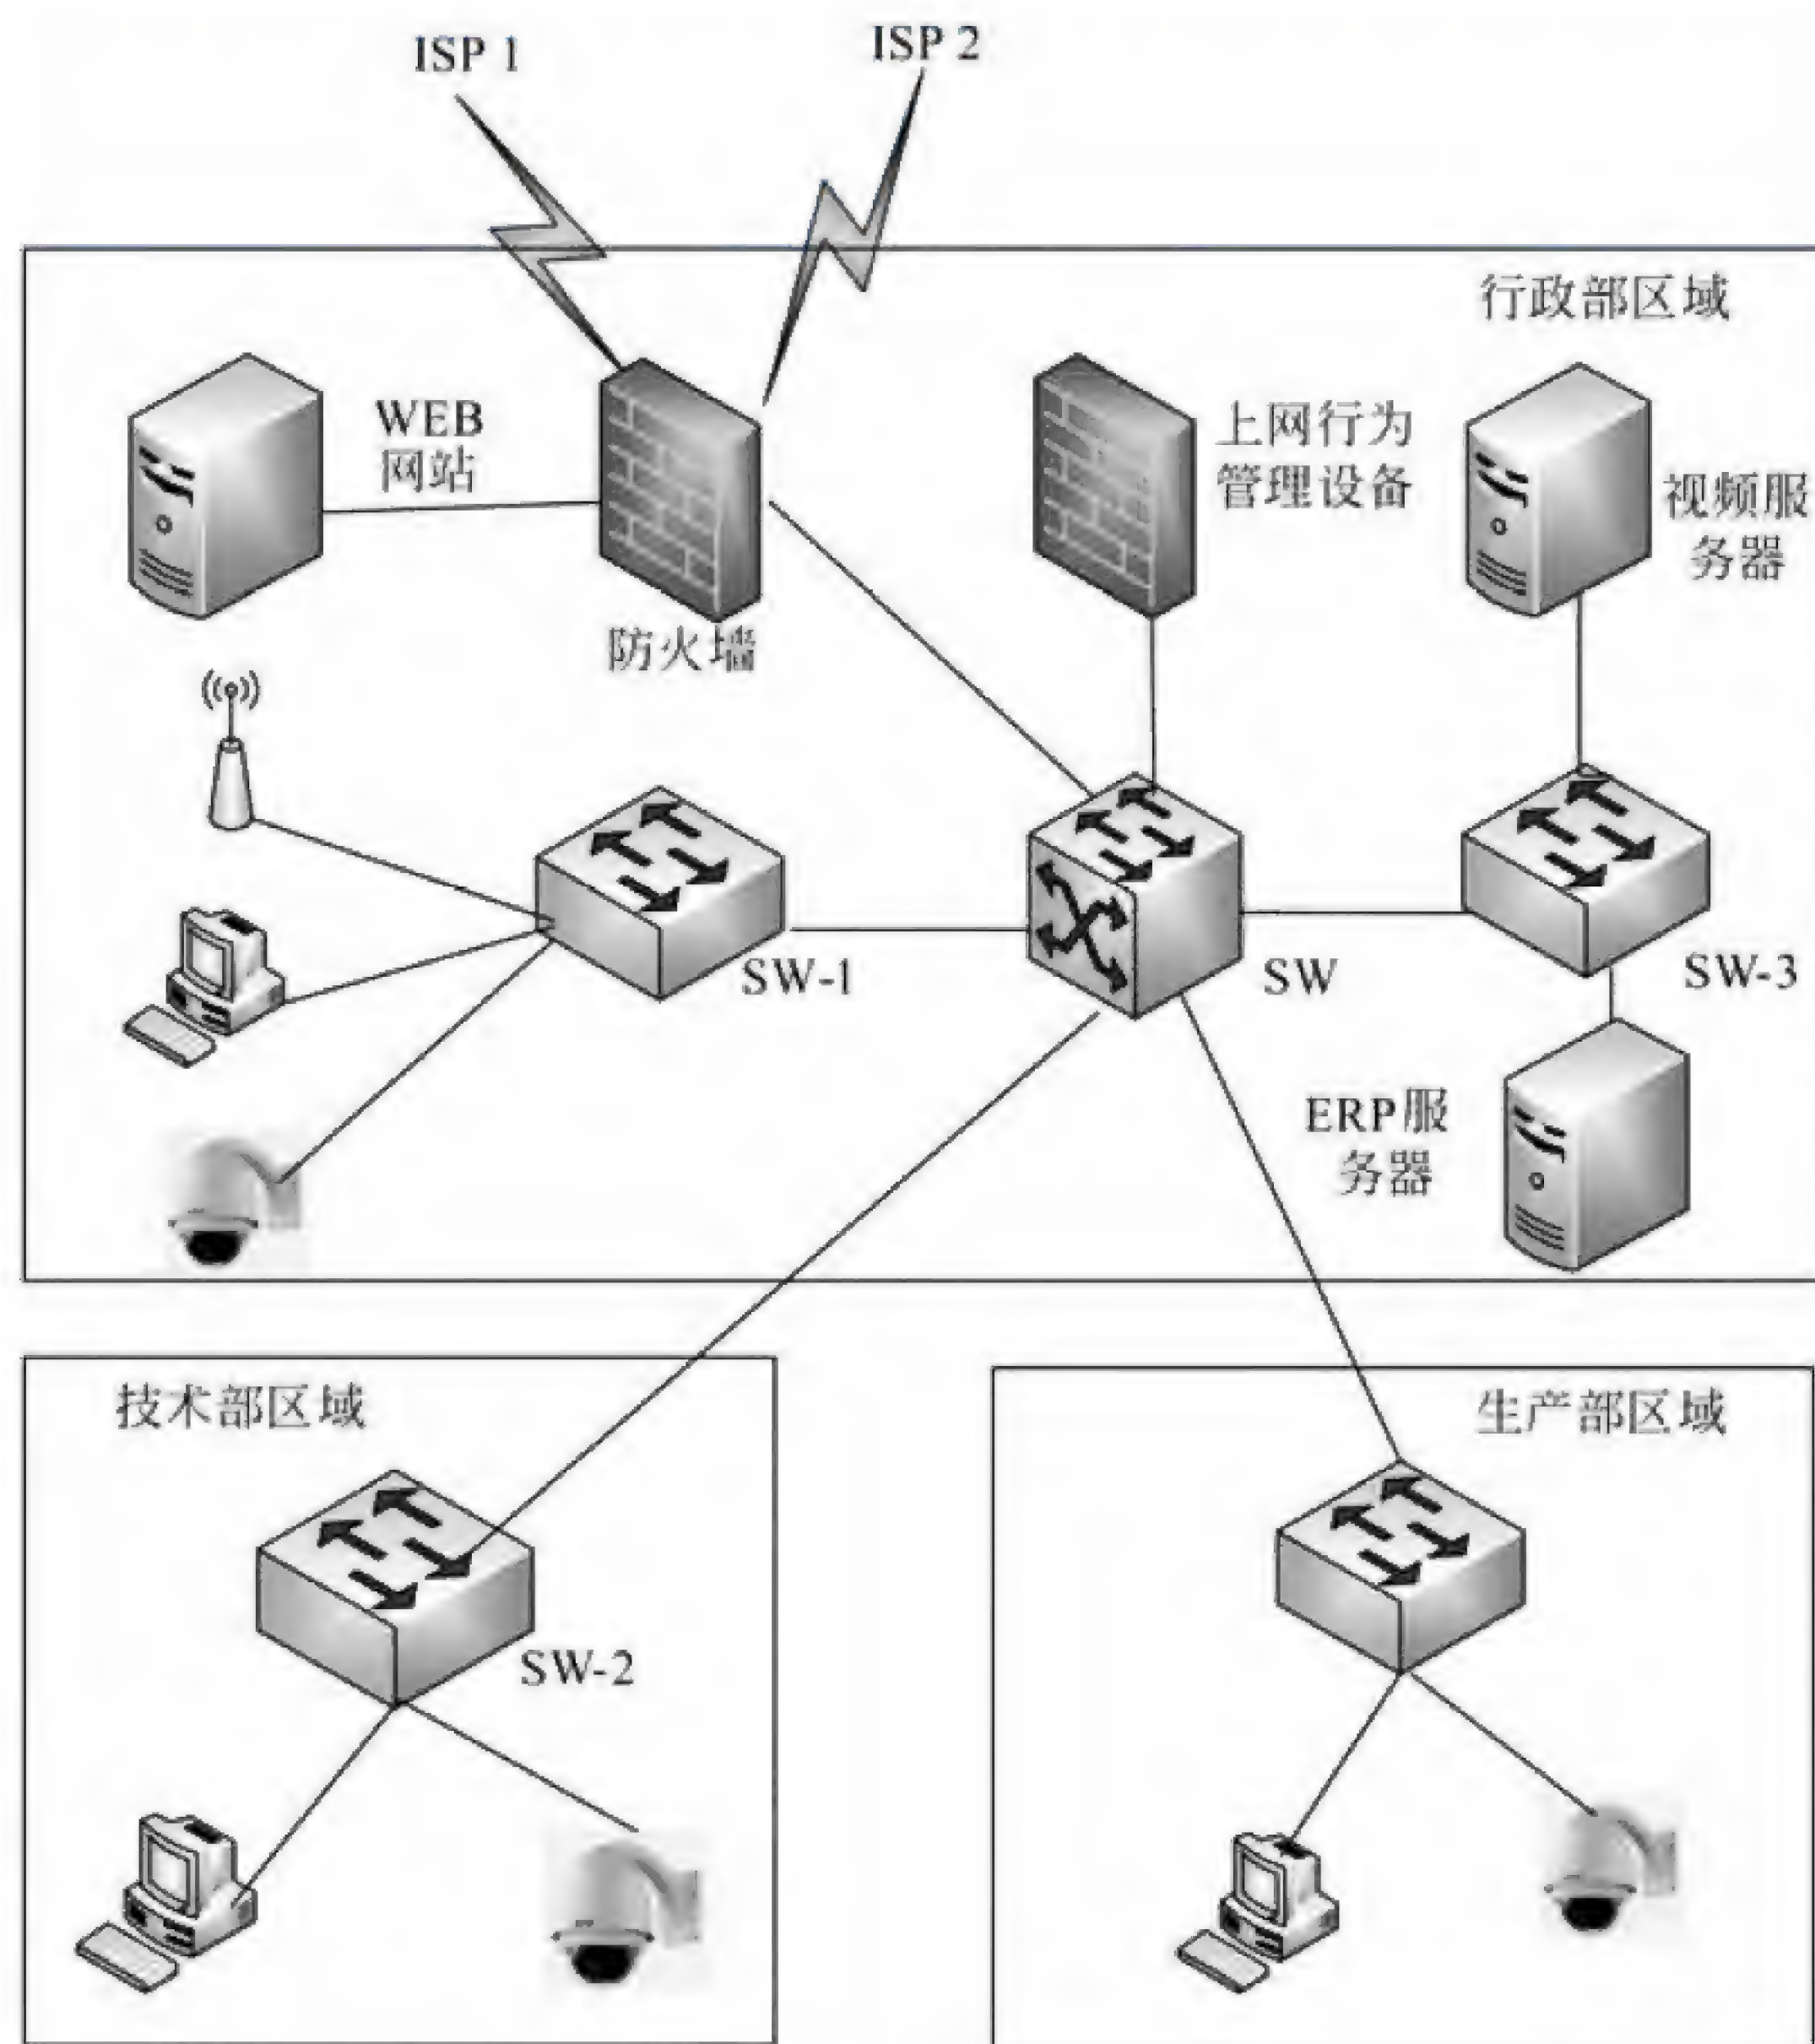 ISP 1
ISP 2
行政部区域
WEB
网站
上网行为
管理设备
视频服
务器
防火墙
SW-1
SW
SW-3
ERP服
务器
技术部区域
生产部区域
SW-2